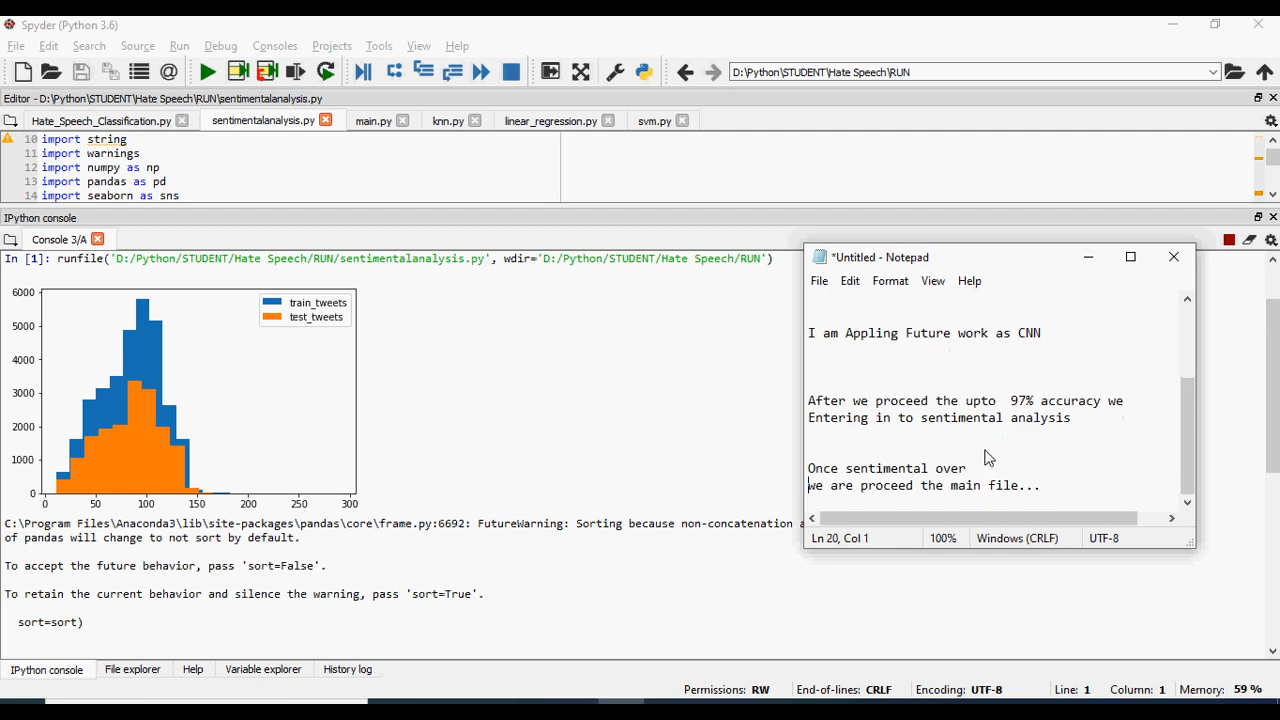 Spyder (Python 3.6)
File Edit Search Source Run Debug Consoles Projects Tools View Help
D:\Python\STUDENT\Hate Speech\RUN
Editor - D:\Python\STUDENT\Hate Speech\RUN\sentimentalanalysis.py
Hate_Speech_Classification.py sentimentalanalysis.py main.py knn.py linear_regression.py svm.py
10 import string
11 import warnings
12 import numpy as np
13 import pandas as pd
14 import seaborn as sns
IPython console
Console 3/A
In [1]: runfile('D:/Python/STUDENT/Hate Speech/RUN/sentimentalanalysis.py', wdir='D:/Python/STUDENT/Hate Speech/RUN')
6000
5000
4000
3000
2000
1000
0
0 50 100 150 200 250 300
train_tweets
test_tweets
C:\Program Files\Anaconda3\lib\site-packages\pandas\core\frame.py:6692: FutureWarning: Sorting because non-concatenation a
of pandas will change to not sort by default.
To accept the future behavior, pass 'sort=False'.
To retain the current behavior and silence the warning, pass 'sort=True'.
sort=sort)
*Untitled - Notepad
File Edit Format View Help
I am Appling Future work as CNN
After we proceed the upto 97% accuracy we
Entering in to sentimental analysis
Once sentimental over
we are proceed the main file...
Ln 20, Col 1 100% Windows (CRLF) UTF-8
IPython console File explorer Help Variable explorer History log
Permissions: RW End-of-lines: CRLF Encoding: UTF-8 Line: 1 Column: 1 Memory: 59 %